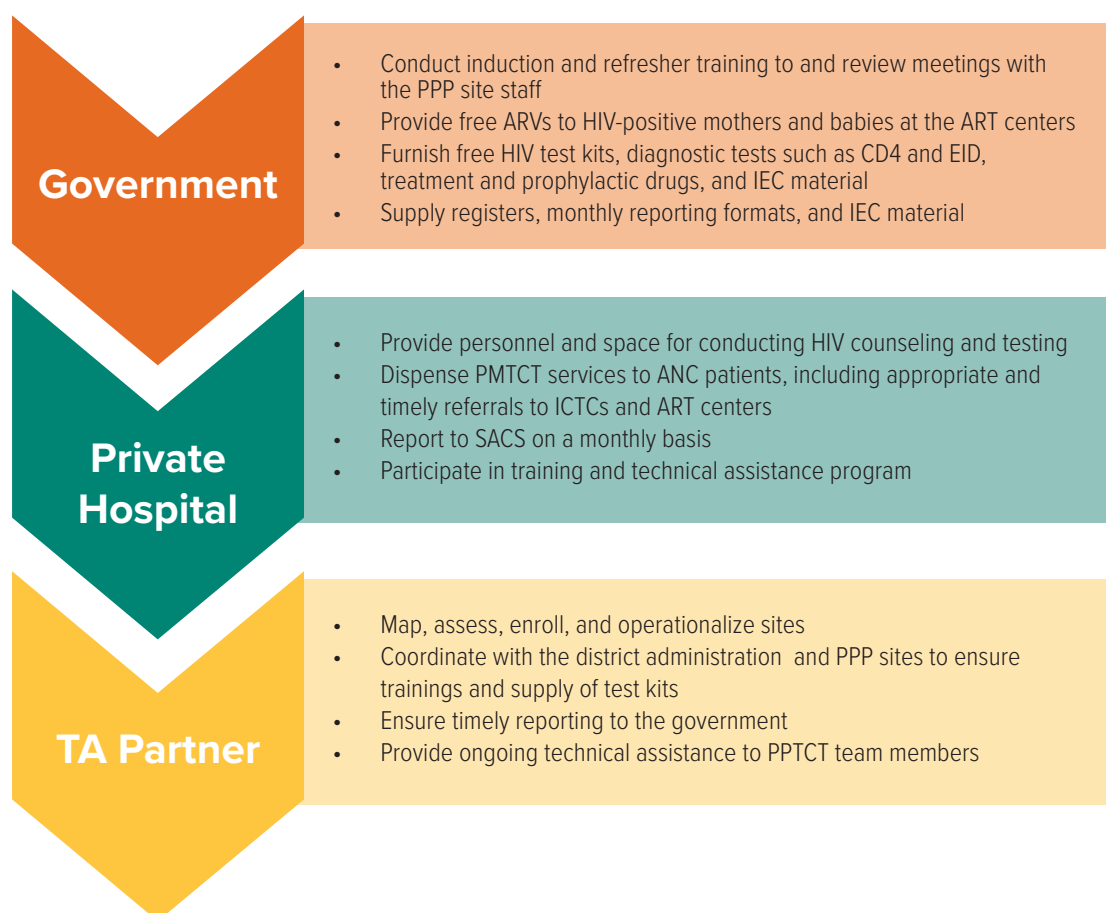 Government
• Conduct induction and refresher training to and review meetings with
the PPP site staff
• Provide free ARVs to HIV-positive mothers and babies at the ART centers
• Furnish free HIV test kits, diagnostic tests such as CD4 and EID,
treatment and prophylactic drugs, and IEC material
• Supply registers, monthly reporting formats, and IEC material
Private
Hospital
• Provide personnel and space for conducting HIV counseling and testing
• Dispense PMTCT services to ANC patients, including appropriate and
timely referrals to ICTCs and ART centers
• Report to SACS on a monthly basis
• Participate in training and technical assistance program
TA Partner
• Map, assess, enroll, and operationalize sites
• Coordinate with the district administration and PPP sites to ensure
trainings and supply of test kits
• Ensure timely reporting to the government
• Provide ongoing technical assistance to PPTCT team members